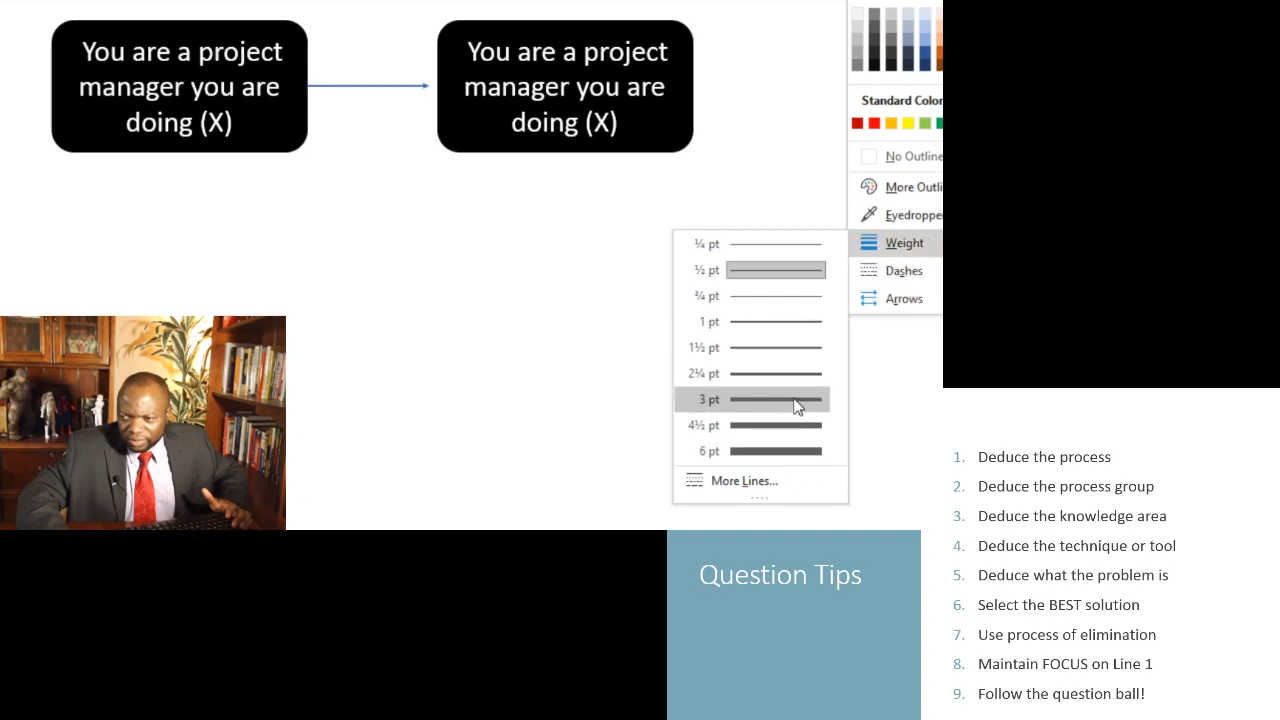 You are a project
manager you are
doing (X)
You are a project
manager you are
doing (X)
Standard Color
No Outline
More Outli
Eyedroppe
Weight
Dashes
Arrows
¼ pt
½ pt
¾ pt
1 pt
1½ pt
2¼ pt
3 pt
4½ pt
6 pt
More Lines...
Question Tips
1. Deduce the process
2. Deduce the process group
3. Deduce the knowledge area
4. Deduce the technique or tool
5. Deduce what the problem is
6. Select the BEST solution
7. Use process of elimination
8. Maintain FOCUS on Line 1
9. Follow the question ball!